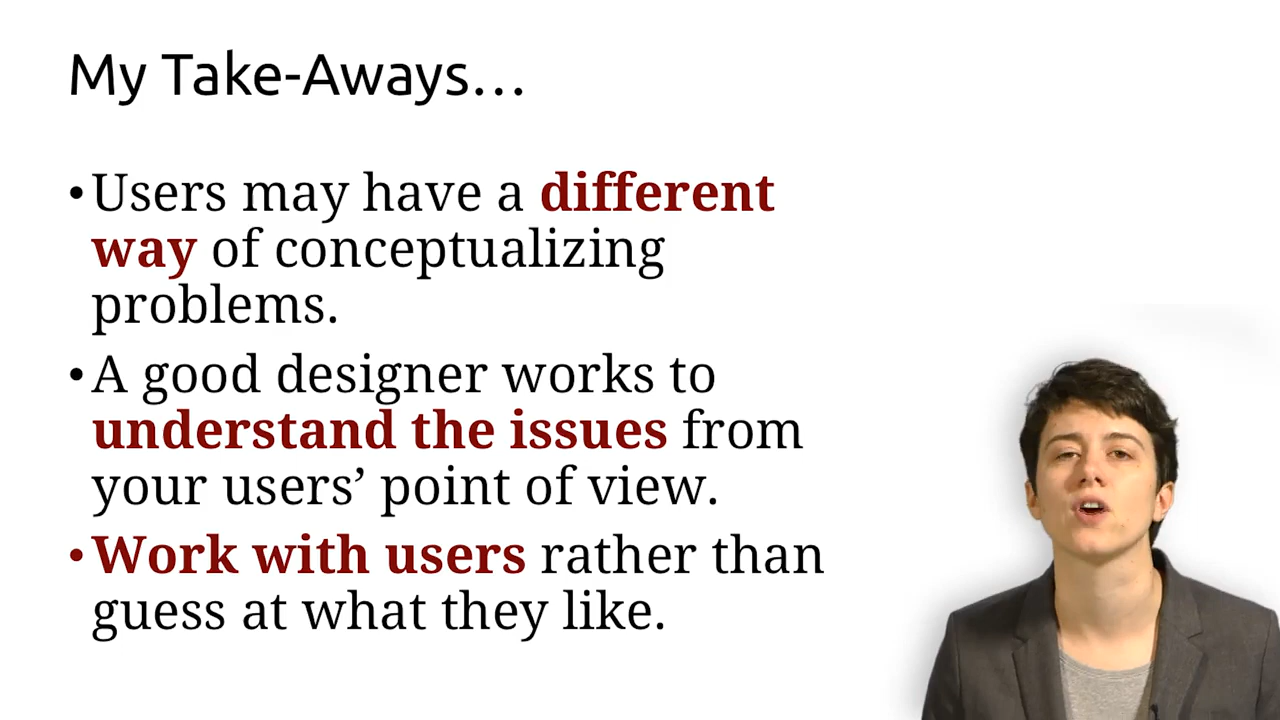 My Take-Aways…
•Users may have a different
way of conceptualizing
problems.
•A good designer works to
understand the issues from
your users’ point of view.
•Work with users rather than
guess at what they like.